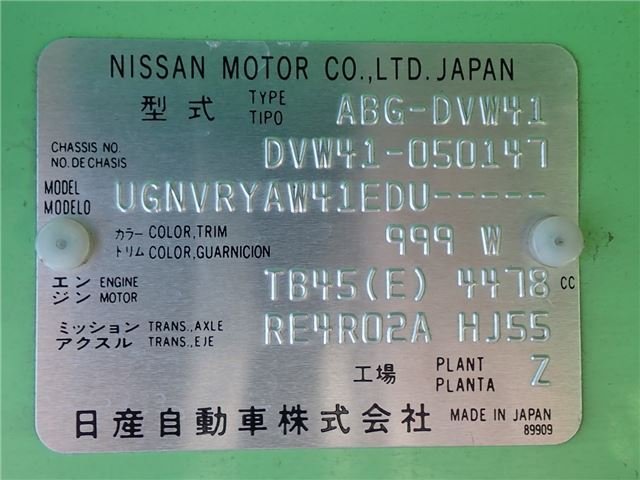 NISSAN MOTOR CO.,LTD. JAPAN
型式 TYPE TIPO ABG-DVW41
CHASSIS NO. NO. DE CHASIS DVW41-050147
MODEL MODELO UGNVRYAW41EDU-----
カラー COLOR,TRIM トリム COLOR,GUARNICION 999 W
エンジン ENGINE MOTOR TB45(E) 4478 CC
ミッション TRANS.,AXLE アクスル TRANS.,EJE RE4R02A HJ55
工場 PLANT PLANTA Z
日産自動車株式会社 MADE IN JAPAN
89909